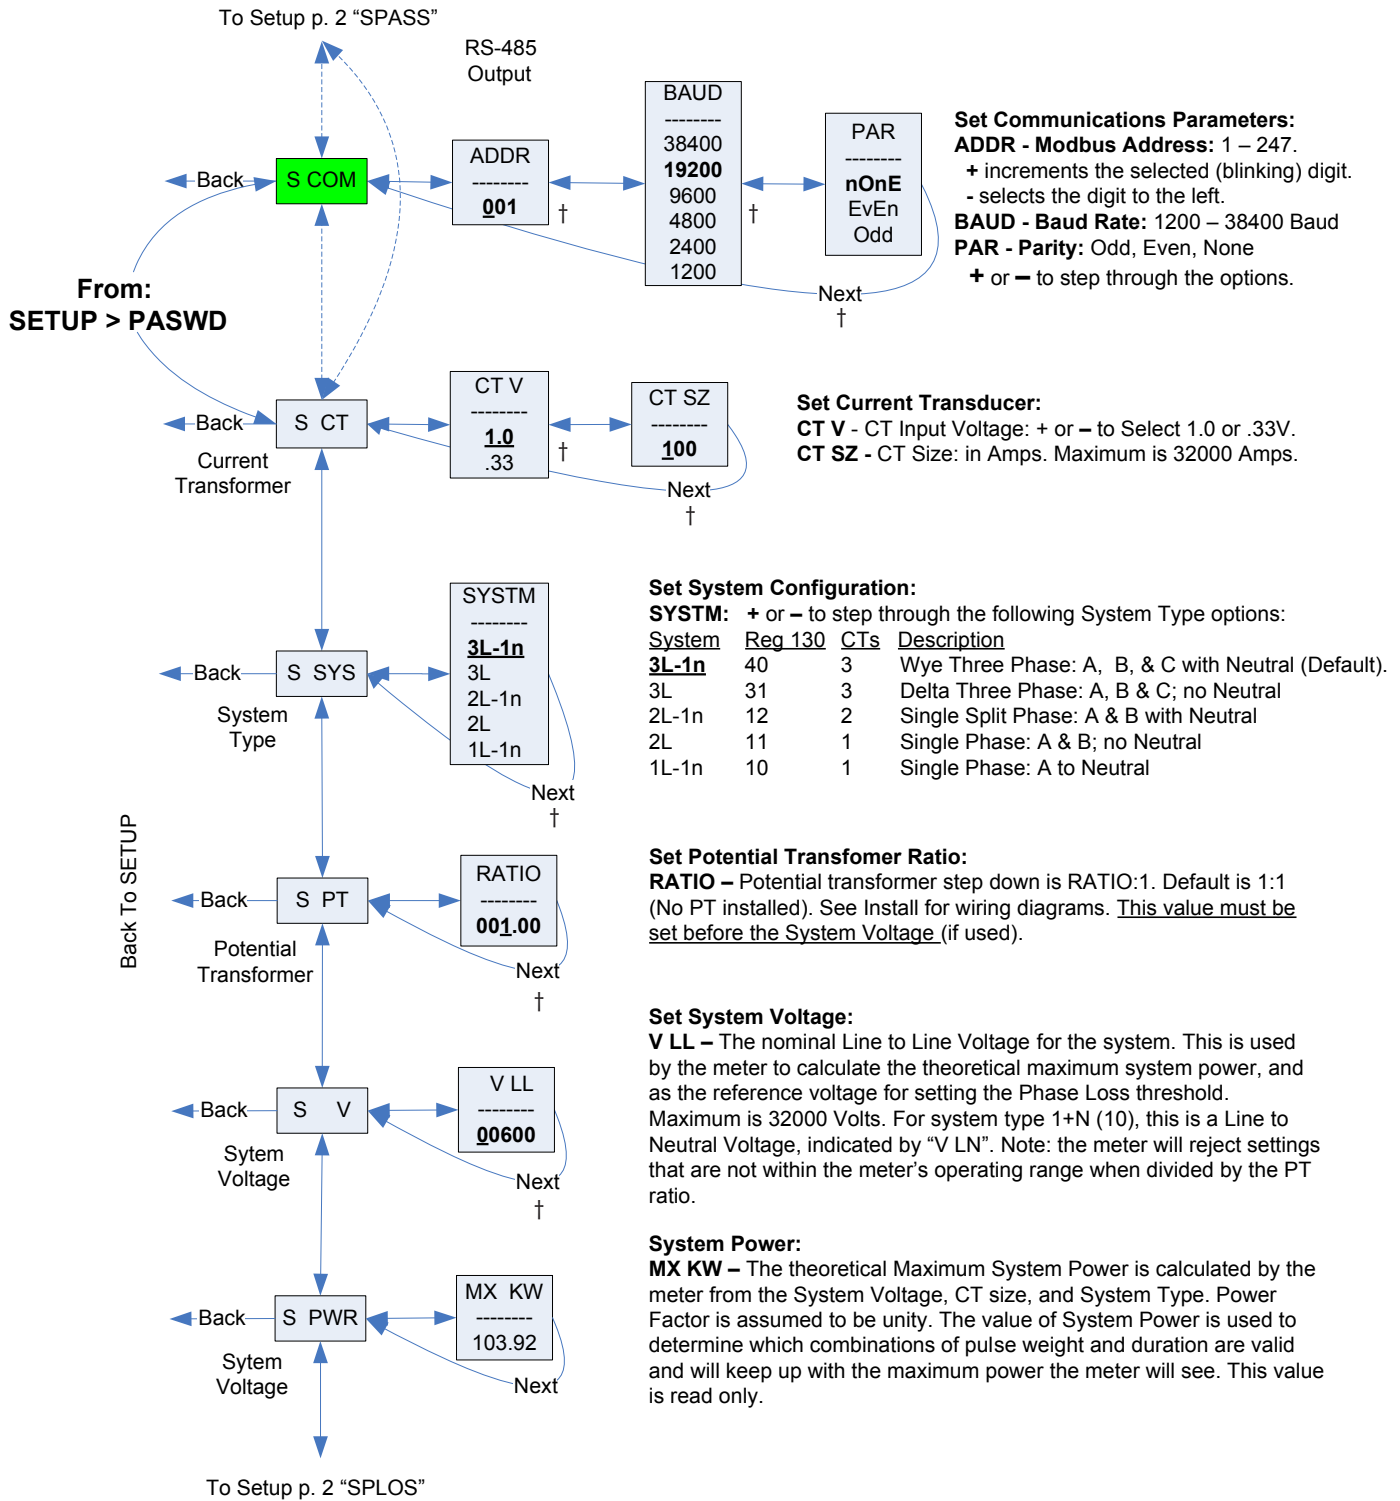 To Setup p. 2 “SPASS”
RS-485
Output
Back
S COM
ADDR
--------
001
†
BAUD
--------
38400
19200
9600
4800
2400
1200
†
PAR
--------
nOnE
EvEn
Odd
Next
†
Set Communications Parameters:
ADDR - Modbus Address: 1 – 247.
+ increments the selected (blinking) digit.
- selects the digit to the left.
BAUD - Baud Rate: 1200 – 38400 Baud
PAR - Parity: Odd, Even, None
+ or – to step through the options.
From:
SETUP > PASWD
Back
S CT
Current
Transformer
CT V
--------
1.0
.33
†
CT SZ
--------
100
Next
†
Set Current Transducer:
CT V - CT Input Voltage: + or – to Select 1.0 or .33V.
CT SZ - CT Size: in Amps. Maximum is 32000 Amps.
Back
S SYS
System
Type
SYSTM
--------
3L-1n
3L
2L-1n
2L
1L-1n
Next
†
Set System Configuration:
SYSTM: + or – to step through the following System Type options:
System Reg 130 CTs Description
3L-1n 40 3 Wye Three Phase: A, B, & C with Neutral (Default).
3L 31 3 Delta Three Phase: A, B & C; no Neutral
2L-1n 12 2 Single Split Phase: A & B with Neutral
2L 11 1 Single Phase: A & B; no Neutral
1L-1n 10 1 Single Phase: A to Neutral
Back To SETUP
Back
S PT
Potential
Transformer
RATIO
--------
001.00
Next
†
Set Potential Transfomer Ratio:
RATIO – Potential transformer step down is RATIO:1. Default is 1:1
(No PT installed). See Install for wiring diagrams. This value must be
set before the System Voltage (if used).
Back
S V
Sytem
Voltage
V LL
--------
00600
Next
†
Set System Voltage:
V LL – The nominal Line to Line Voltage for the system. This is used
by the meter to calculate the theoretical maximum system power, and
as the reference voltage for setting the Phase Loss threshold.
Maximum is 32000 Volts. For system type 1+N (10), this is a Line to
Neutral Voltage, indicated by “V LN”. Note: the meter will reject settings
that are not within the meter’s operating range when divided by the PT
ratio.
Back
S PWR
Sytem
Voltage
MX KW
--------
103.92
Next
System Power:
MX KW – The theoretical Maximum System Power is calculated by the
meter from the System Voltage, CT size, and System Type. Power
Factor is assumed to be unity. The value of System Power is used to
determine which combinations of pulse weight and duration are valid
and will keep up with the maximum power the meter will see. This value
is read only.
To Setup p. 2 “SPLOS”